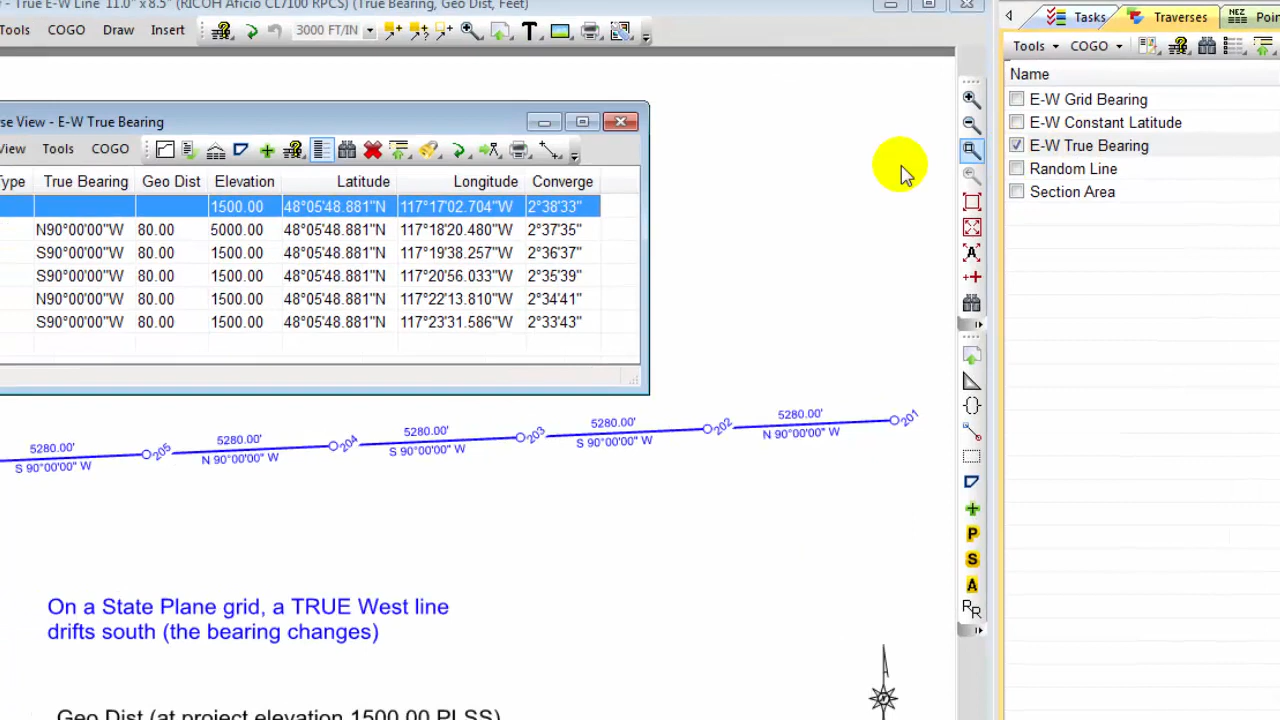 - True E-W Line 11.0" x 8.5" (RICOH Aficio CL7100 RPCS) (True Bearing, Geo Dist, Feet)
Tools COGO Draw Insert 3000 FT/IN
Tasks Traverses NEZ
Tools COGO
Name
E-W Grid Bearing
E-W Constant Latitude
E-W True Bearing
Random Line
Section Area
View - E-W True Bearing
View Tools COGO
True Bearing Geo Dist Elevation Latitude Longitude Converge
1500.00 48°05'48.881"N 117°17'02.704"W 2°38'33"
N90°00'00"W 80.00 5000.00 48°05'48.881"N 117°18'20.480"W 2°37'35"
S90°00'00"W 80.00 1500.00 48°05'48.881"N 117°19'38.257"W 2°36'37"
S90°00'00"W 80.00 1500.00 48°05'48.881"N 117°20'56.033"W 2°35'39"
N90°00'00"W 80.00 1500.00 48°05'48.881"N 117°22'13.810"W 2°34'41"
S90°00'00"W 80.00 1500.00 48°05'48.881"N 117°23'31.586"W 2°33'43"
5280.00' 5280.00' 5280.00' 5280.00' 5280.00'
205 204 203 202 201
S 90°00'00" W N 90°00'00" W S 90°00'00" W S 90°00'00" W N 90°00'00" W
P
S
A
RR
On a State Plane grid, a TRUE West line
drifts south (the bearing changes)
Geo Dist (at project elevation 1500.00 PLSS)